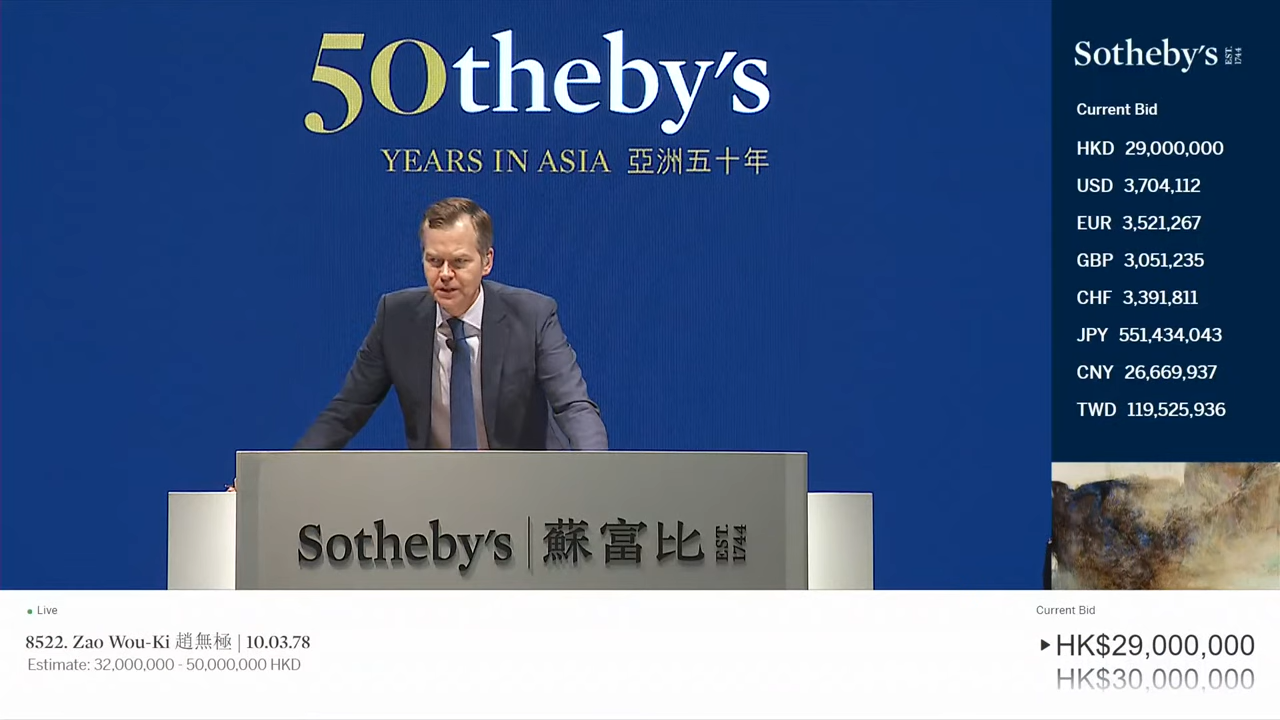 50theby's
YEARS IN ASIA 亞洲五十年
Sotheby's | 蘇富比 EST. 1744
Sotheby's EST. 1744
Current Bid
HKD 29,000,000
USD 3,704,112
EUR 3,521,267
GBP 3,051,235
CHF 3,391,811
JPY 551,434,043
CNY 26,669,937
TWD 119,525,936
Live
8522. Zao Wou-Ki 趙無極 | 10.03.78
Estimate: 32,000,000 - 50,000,000 HKD
Current Bid
HK$29,000,000
HK$30,000,000